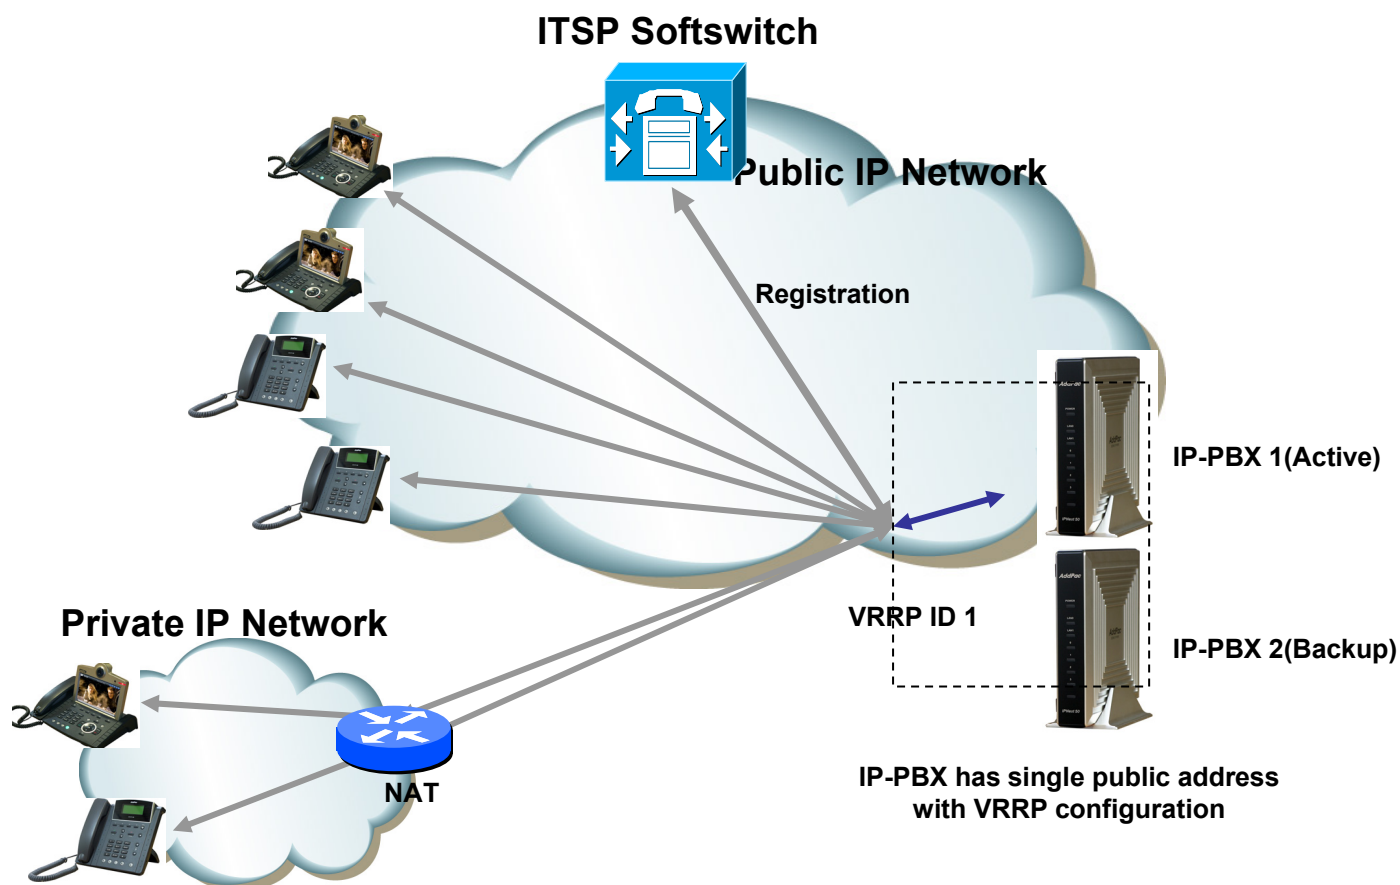 ITSP Softswitch
Public IP Network
Registration
IP-PBX 1(Active)
VRRP ID 1
AddPac
IP-PBX 2(Backup)
Private IP Network
NAT
IP-PBX has single public address
with VRRP configuration